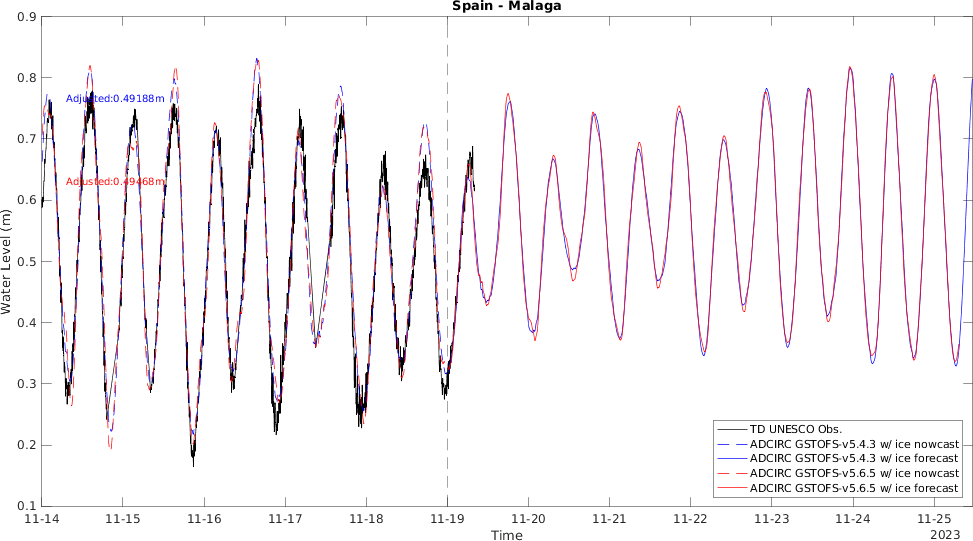 Spain - Malaga
Water Level (m)
0.9
0.8
0.7
0.6
0.5
0.4
0.3
0.2
0.1
Adjusted:0.49188m
Adjusted:0.49468m
TD UNESCO Obs.
ADCIRC GSTOFS-v5.4.3 w/ ice nowcast
ADCIRC GSTOFS-v5.4.3 w/ ice forecast
ADCIRC GSTOFS-v5.6.5 w/ ice nowcast
ADCIRC GSTOFS-v5.6.5 w/ ice forecast
11-14 11-15 11-16 11-17 11-18 11-19 11-20 11-21 11-22 11-23 11-24 11-25
2023
Time